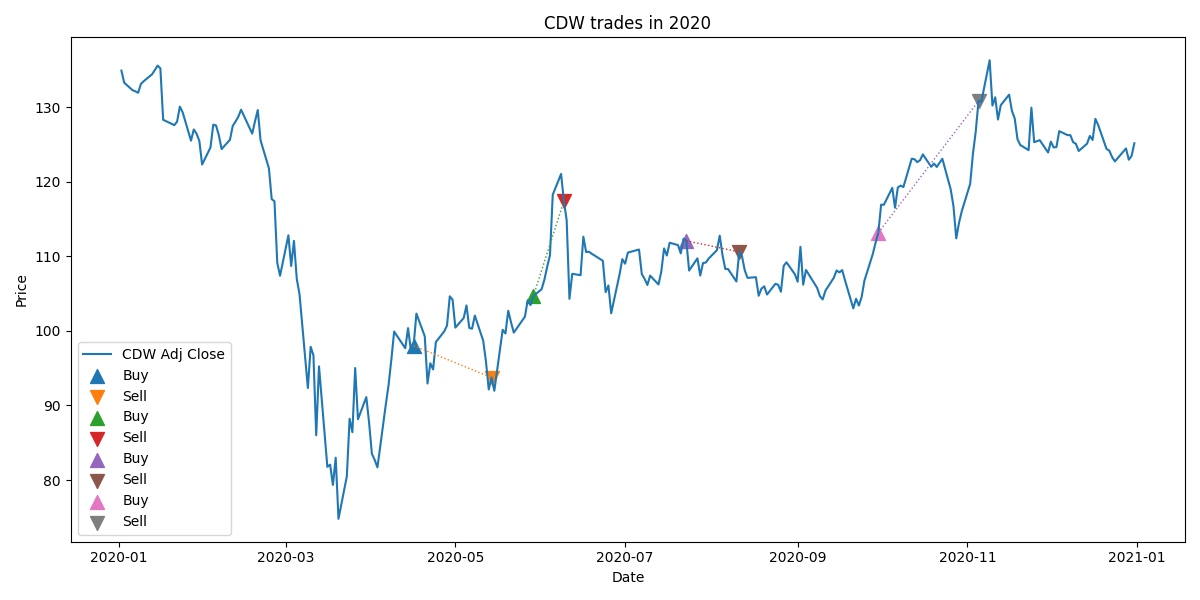 CDW trades in 2020
Price
130
120
110
100
90
80
CDW Adj Close
Buy
Sell
Buy
Sell
Buy
Sell
Buy
Sell
2020-01
2020-03
2020-05
2020-07
2020-09
2020-11
2021-01
Date